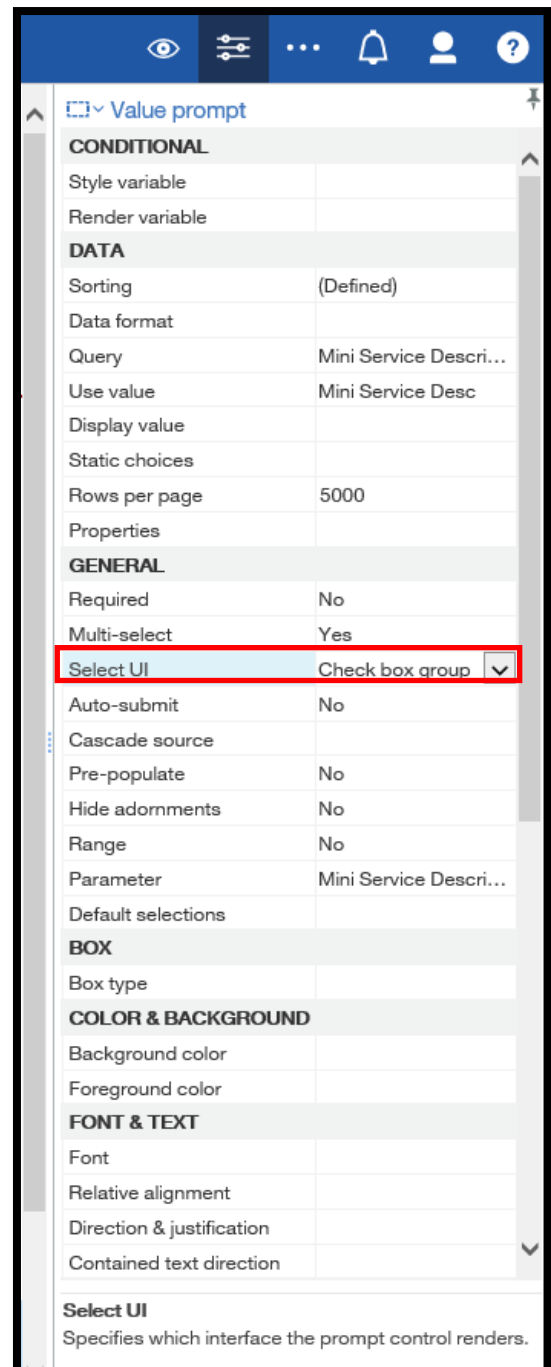 ?
Value prompt
CONDITIONAL
Style variable
Render variable
DATA
Sorting (Defined)
Data format
Query Mini Service Descri...
Use value Mini Service Desc
Display value
Static choices
Rows per page 5000
Properties
GENERAL
Required No
Multi-select Yes
Select UI Check box group
Auto-submit No
Cascade source
Pre-populate No
Hide adornments No
Range No
Parameter Mini Service Descri...
Default selections
BOX
Box type
COLOR & BACKGROUND
Background color
Foreground color
FONT & TEXT
Font
Relative alignment
Direction & justification
Contained text direction
Select UI
Specifies which interface the prompt control renders.